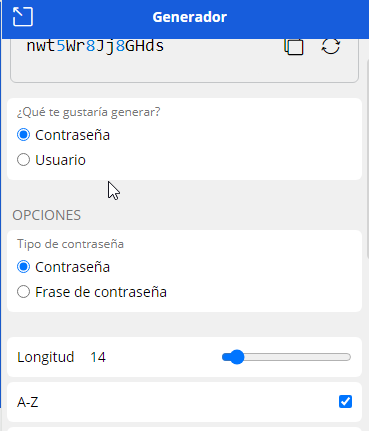 Generador
nwt5Wr8Jj8GHds
¿Qué te gustaría generar?
Contraseña
Usuario
OPCIONES
Tipo de contraseña
Contraseña
Frase de contraseña
Longitud 14
A-Z